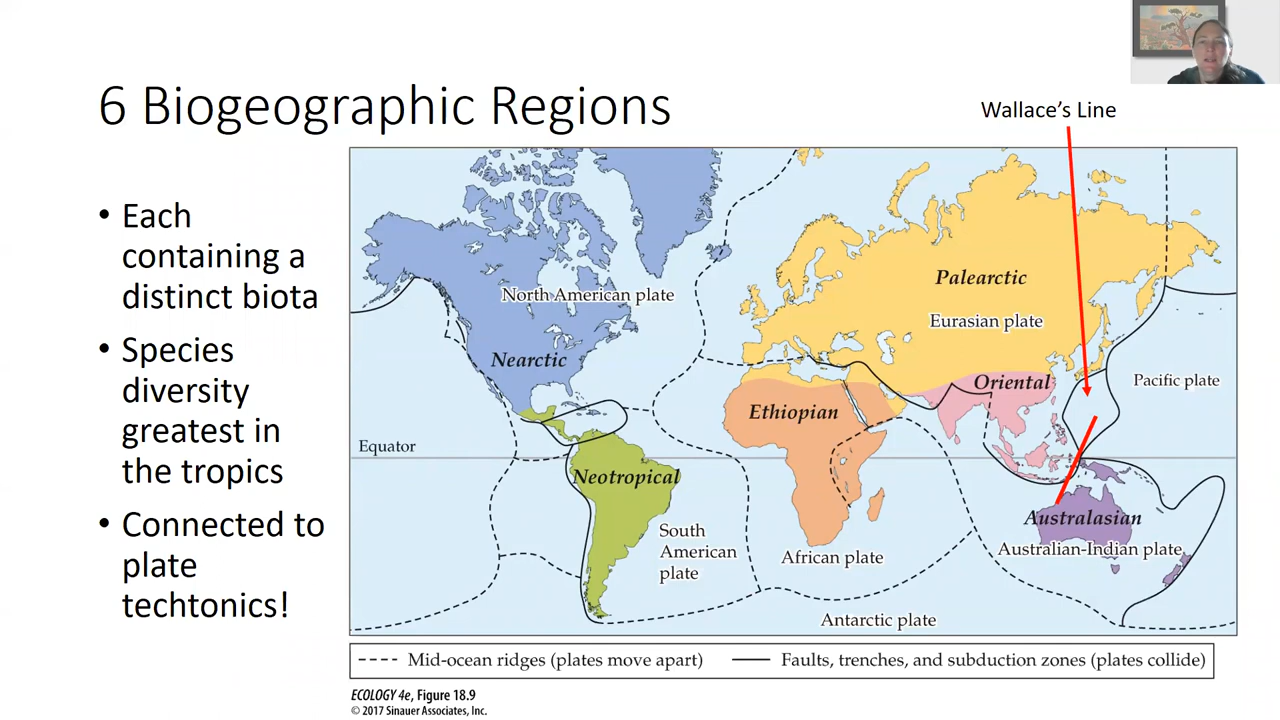 6 Biogeographic Regions
Wallace's Line
• Each
containing a
distinct biota
• Species
diversity
greatest in
the tropics
• Connected to
plate
techtonics!
Palearctic
North American plate
Eurasian plate
Nearctic
Oriental
Pacific plate
Ethiopian
Equator
Neotropical
Australasian
South
American
plate
Australian-Indian plate
African plate
Antarctic plate
Mid-ocean ridges (plates move apart)
Faults, trenches, and subduction zones (plates collide)
ECOLOGY 4e, Figure 18.9
© 2017 Sinauer Associates, Inc.